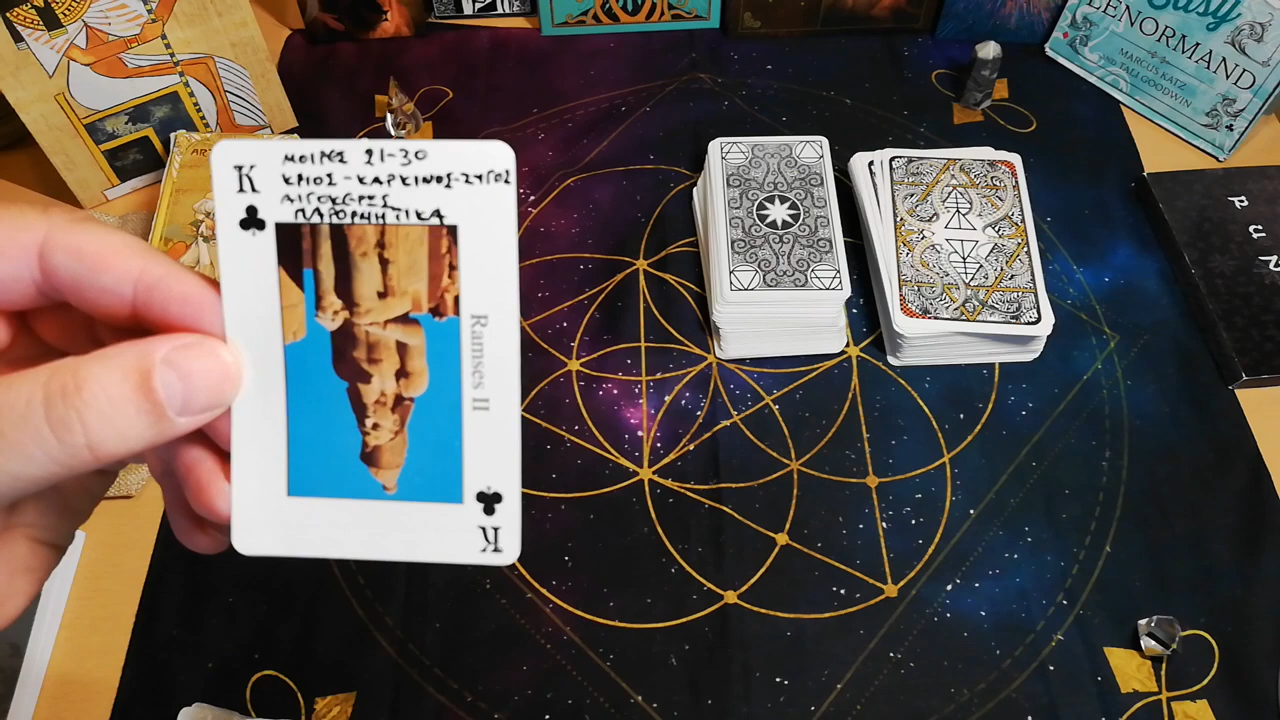 K
ΜΟΙΡΕΣ 21-30
ΚΡΙΟΣ-ΚΑΡΚΙΝΟΣ-ΖΥΓΟΣ
ΑΙΓΟΚΕΡΩΣ
ΠΑΡΟΡΜΗΤΙΚΑ
Ramses II
K
Easy
LENORMAND
MARCUS KATZ
AND TALI GOODWIN